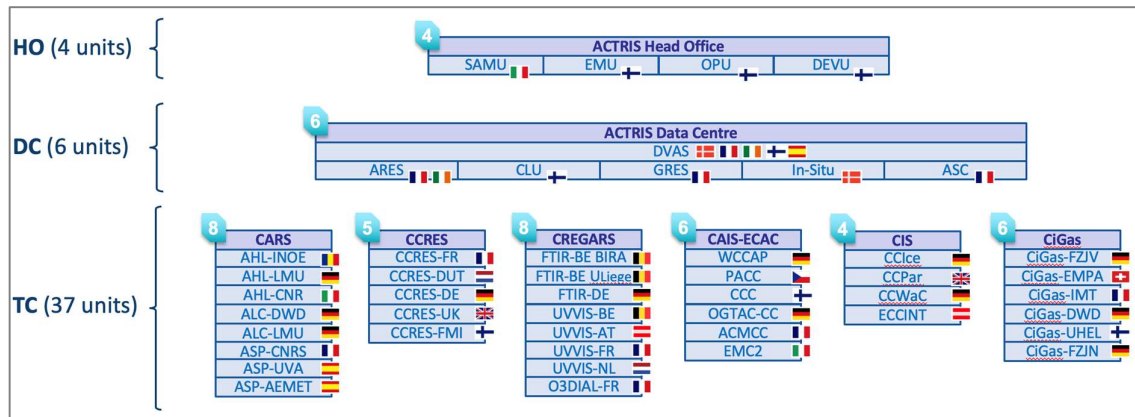 HO (4 units)
4
ACTRIS Head Office
SAMU EMU OPU DEVU
DC (6 units)
6
ACTRIS Data Centre
DVAS
ARES CLU GRES In-Situ ASC
TC (37 units)
8
CARS
AHL-INOE
AHL-LMU
AHL-CNR
ALC-DWD
ALC-LMU
ASP-CNRS
ASP-UVA
ASP-AEMET
5
CCRES
CCRES-FR
CCRES-DUT
CCRES-DE
CCRES-UK
CCRES-FMI
8
CREGARS
FTIR-BE BIRA
FTIR-BE ULiege
FTIR-DE
UVVIS-BE
UVVIS-AT
UVVIS-FR
UVVIS-NL
O3DIAL-FR
6
CAIS-ECAC
WCCAP
PACC
CCC
OGTAC-CC
ACMCC
EMC2
4
CIS
CCIce
CCPar
CCWaC
ECCINT
6
CiGas
CiGas-FZJV
CiGas-EMPA
CiGas-IMT
CiGas-DWD
CiGas-UHEL
CiGas-FZJN